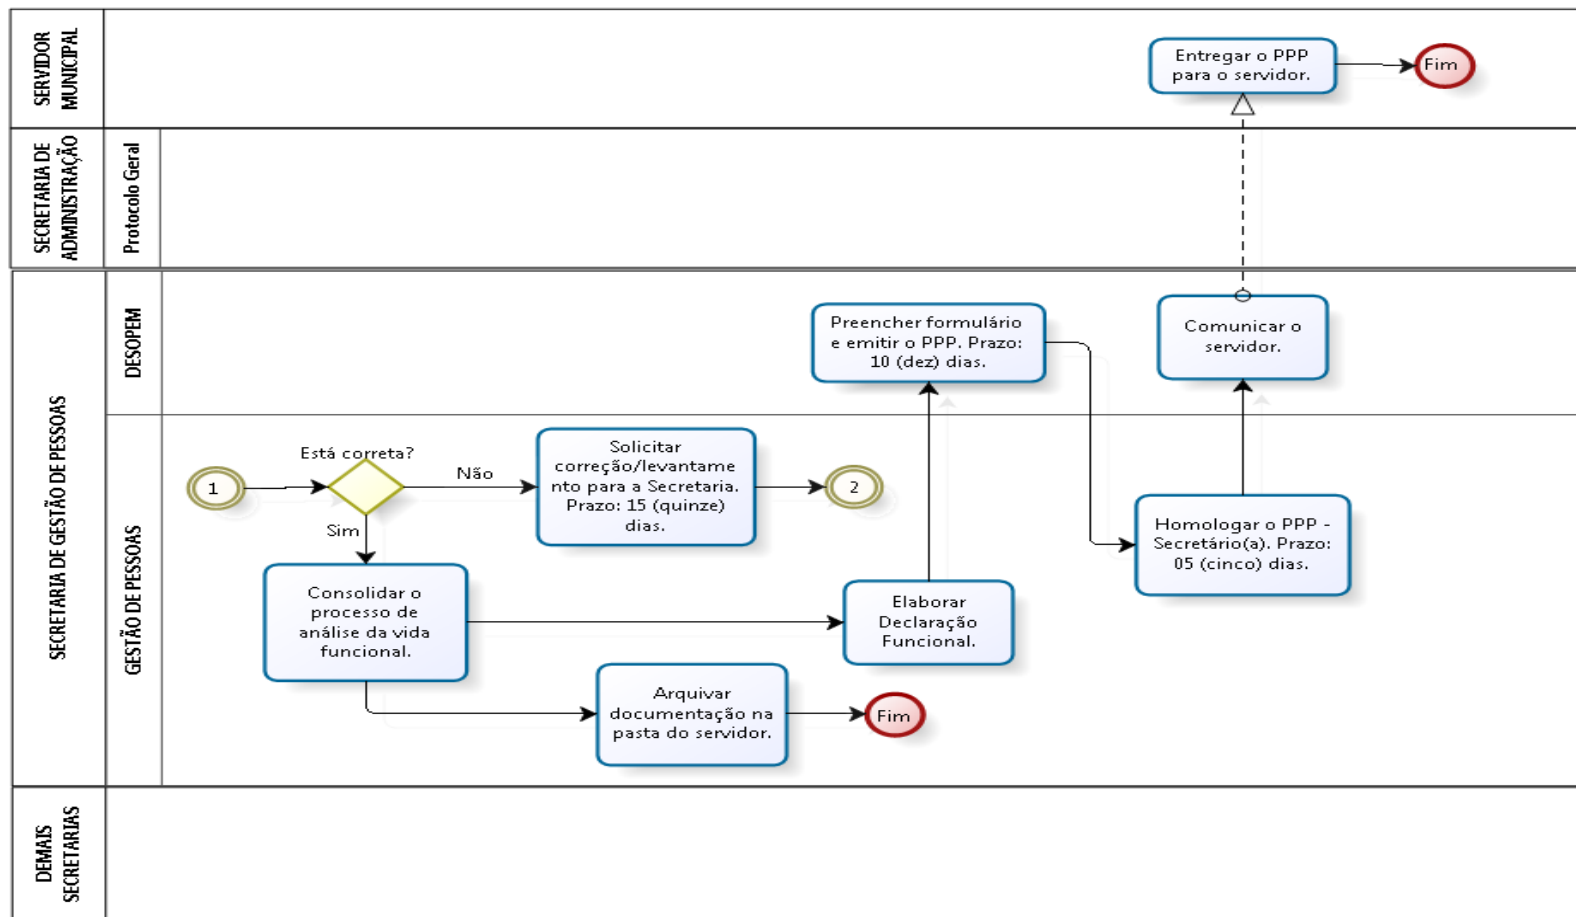 SERVIDOR
MUNICIPAL
Entregar o PPP
para o servidor.
Fim
SECRETARIA DE
ADMINISTRAÇÃO
Protocolo Geral
SECRETARIA DE GESTÃO DE PESSOAS
DESOPEM
Preencher formulário
e emitir o PPP. Prazo:
10 (dez) dias.
Comunicar o
servidor.
GESTÃO DE PESSOAS
1
Está correta?
Não
Sim
Solicitar
correção/levantame
nto para a Secretaria.
Prazo: 15 (quinze)
dias.
2
Homologar o PPP -
Secretário(a). Prazo:
05 (cinco) dias.
Consolidar o
processo de
análise da vida
funcional.
Elaborar
Declaração
Funcional.
Arquivar
documentação na
pasta do servidor.
Fim
DEMAIS
SECRETARIAS